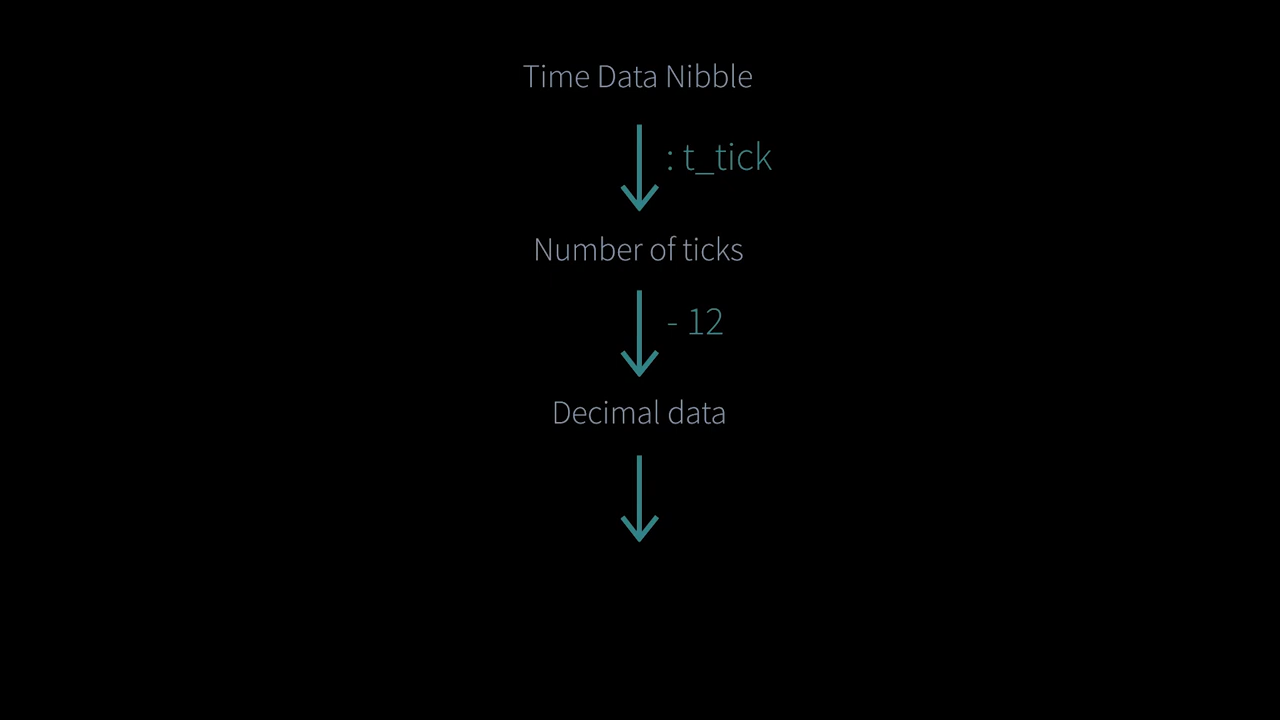 Time Data Nibble
: t_tick
Number of ticks
- 12
Decimal data